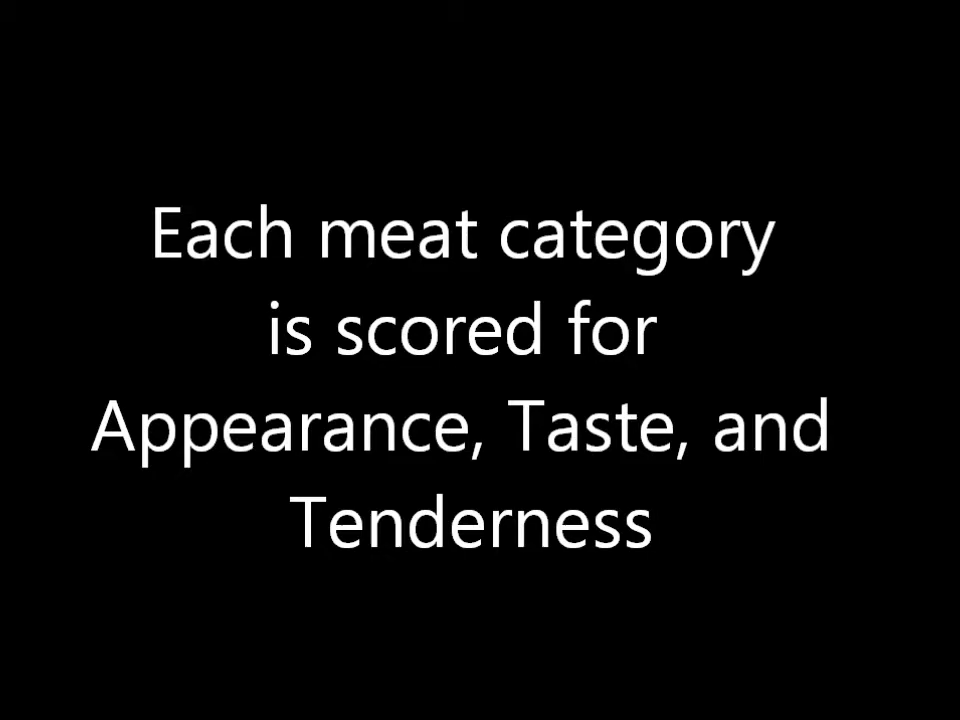 Each meat category
is scored for
Appearance, Taste, and
Tenderness